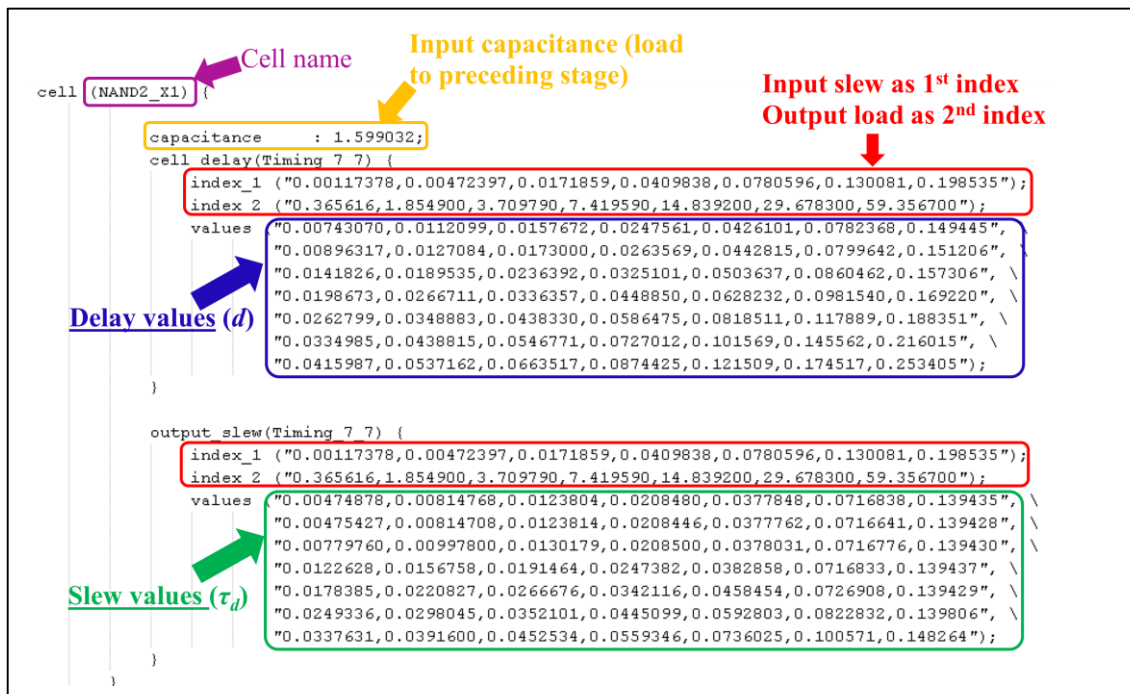 Input capacitance (load
to preceding stage)
Cell name
Input slew as 1st index
Output load as 2nd index
cell (NAND2_X1) {
capacitance : 1.599032;
cell_delay(Timing_7_7) {
index_1 ("0.00117378,0.00472397,0.0171859,0.0409838,0.0780596,0.130081,0.198535");
index_2 ("0.365616,1.854900,3.709790,7.419590,14.839200,29.678300,59.356700");
values ("0.00743070,0.0112099,0.0157672,0.0247561,0.0426101,0.0782368,0.149445", \
"0.00896317,0.0127084,0.0173000,0.0263569,0.0442815,0.0799642,0.151206", \
"0.0141826,0.0189535,0.0236392,0.0325101,0.0503637,0.0860462,0.157306", \
"0.0198673,0.0266711,0.0336357,0.0448850,0.0628232,0.0981540,0.169220", \
"0.0262799,0.0348883,0.0438330,0.0586475,0.0818511,0.117889,0.188351", \
"0.0334985,0.0438815,0.0546771,0.0727012,0.101569,0.145562,0.216015", \
"0.0415987,0.0537162,0.0663517,0.0874425,0.121509,0.174517,0.253405");
Delay values (d)
}
output_slew(Timing_7_7) {
index_1 ("0.00117378,0.00472397,0.0171859,0.0409838,0.0780596,0.130081,0.198535");
index_2 ("0.365616,1.854900,3.709790,7.419590,14.839200,29.678300,59.356700");
values ("0.00474878,0.00814768,0.0123804,0.0208480,0.0377848,0.0716838,0.139435", \
"0.00475427,0.00814708,0.0123814,0.0208446,0.0377762,0.0716641,0.139428", \
"0.00779760,0.00997800,0.0130179,0.0208500,0.0378031,0.0716776,0.139430", \
"0.0122628,0.0156758,0.0191464,0.0247382,0.0382858,0.0716833,0.139437", \
"0.0178385,0.0220827,0.0266676,0.0342116,0.0458454,0.0726908,0.139429", \
"0.0249336,0.0298045,0.0352101,0.0445099,0.0592803,0.0822832,0.139806", \
"0.0337631,0.0391600,0.0452534,0.0559346,0.0736025,0.100571,0.148264");
Slew values (τd)
}
}